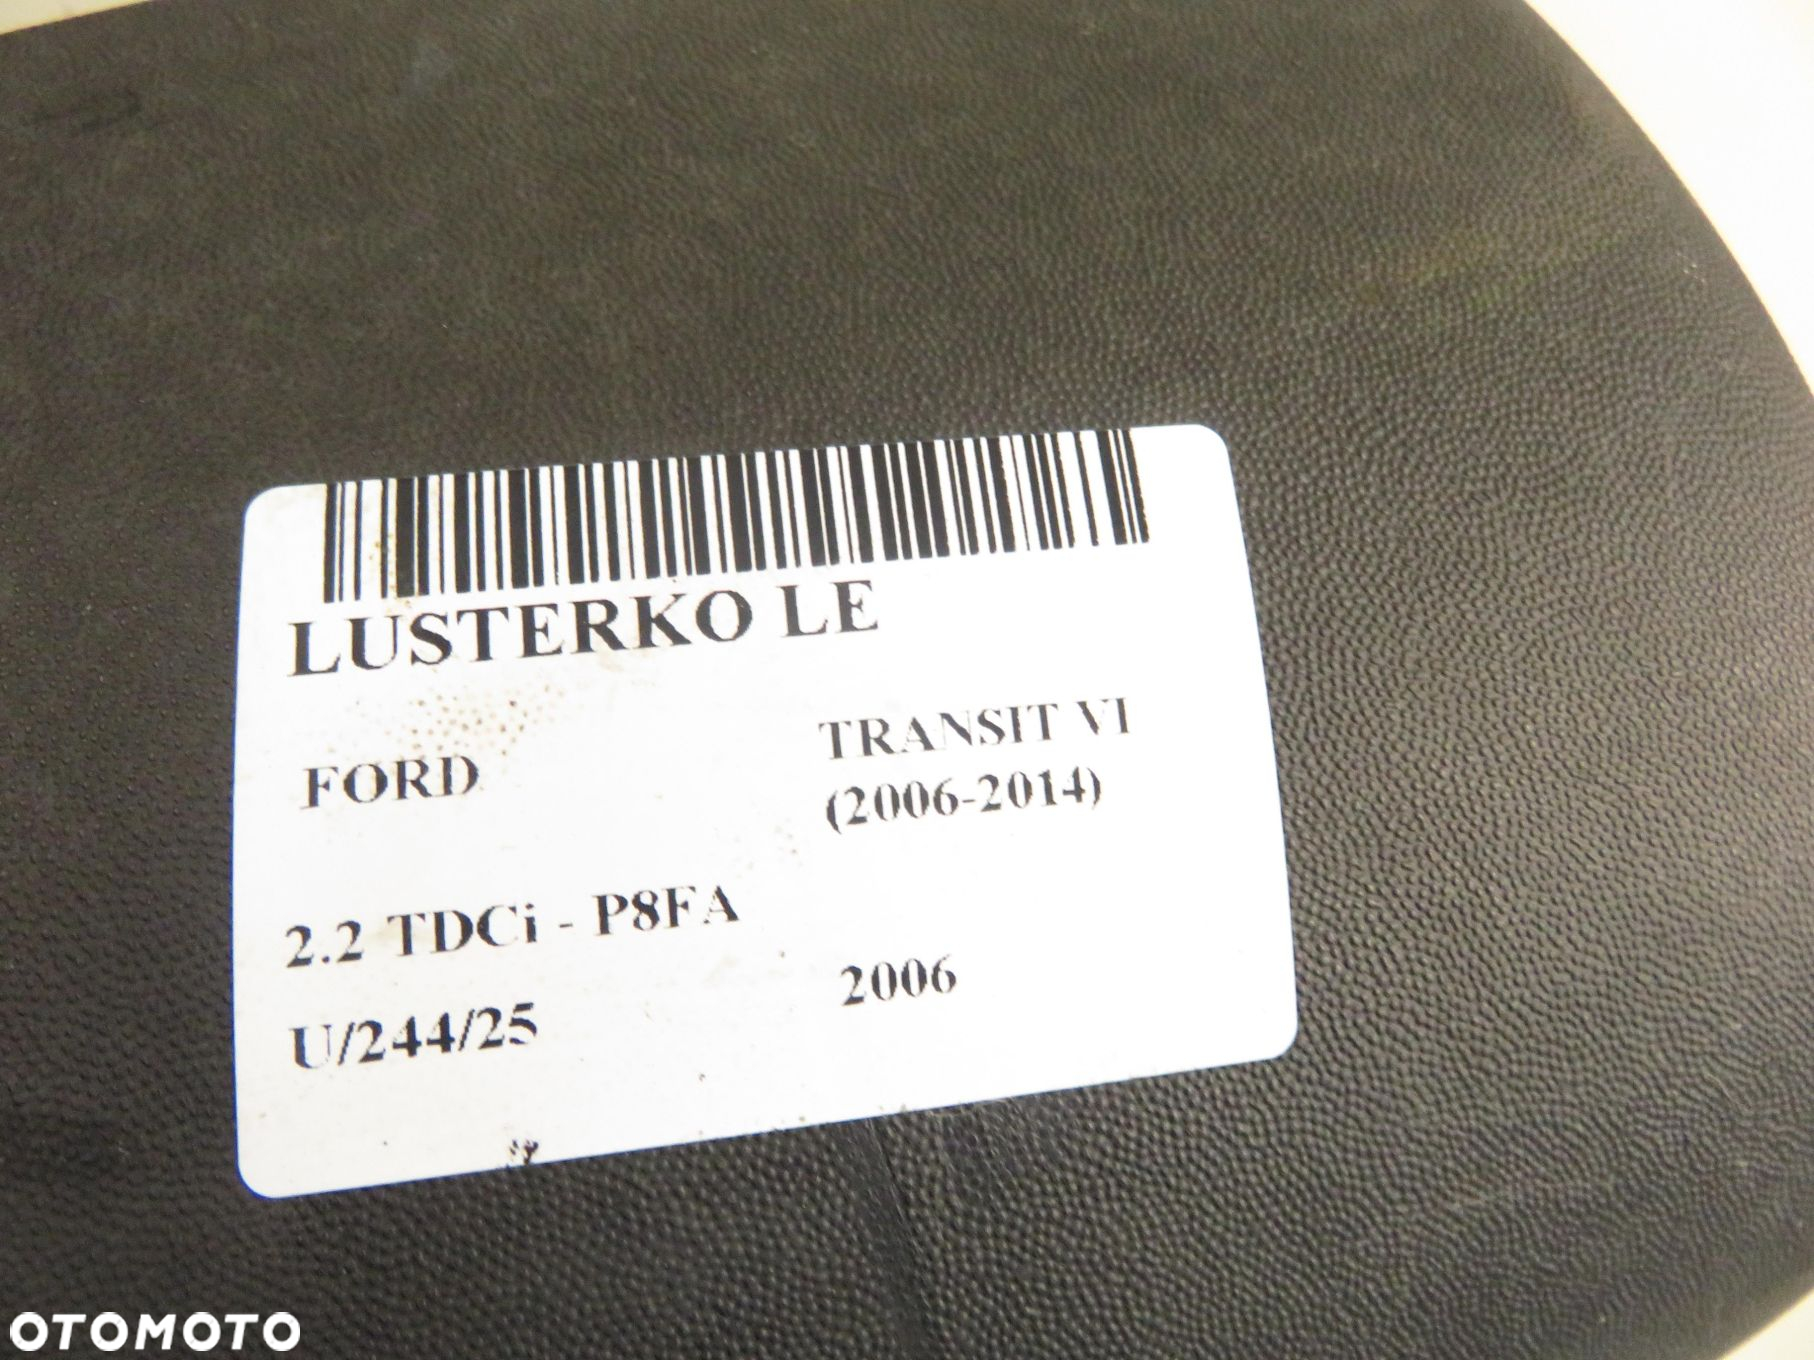 LUSTERKO LE
FORD
TRANSIT VI
(2006-2014)
2.2 TDCi - P8FA
2006
U/244/25
OTOMOTO